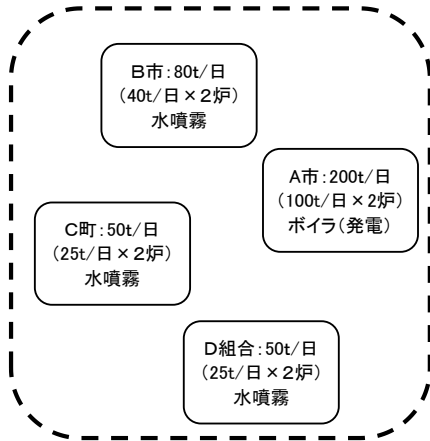 B市：80t/日
（40t/日×２炉）
水噴霧
A市：200t/日
（100t/日×2炉）
ボイラ（発電）
C町：50t/日
（25t/日×２炉）
水噴霧
D組合：50t/日
（25t/日×２炉）
水噴霧